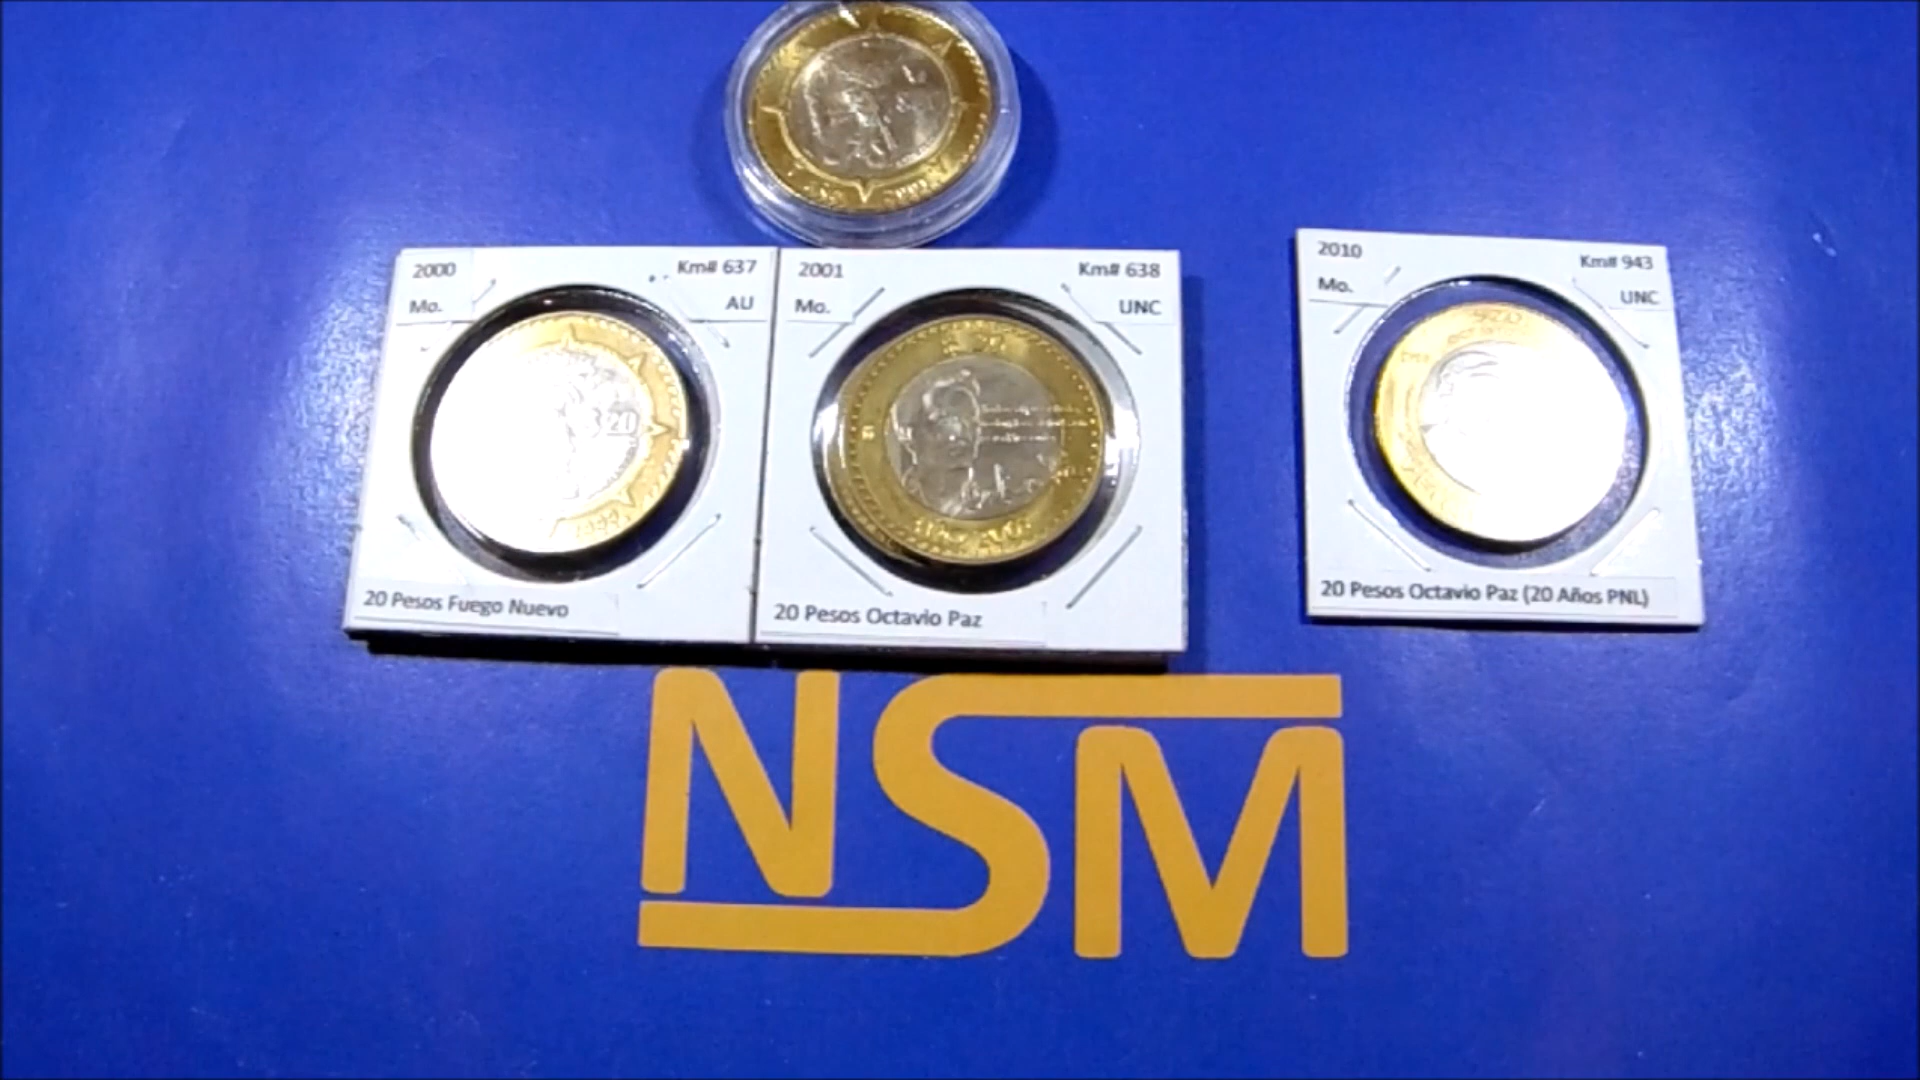 2000 Km# 637
Mo. AU
20
20 Pesos Fuego Nuevo
2001 Km# 638
Mo. UNC
20 Pesos Octavio Paz
2010 Km# 943
Mo. UNC
20 Pesos Octavio Paz (20 Años PNL)
NSM